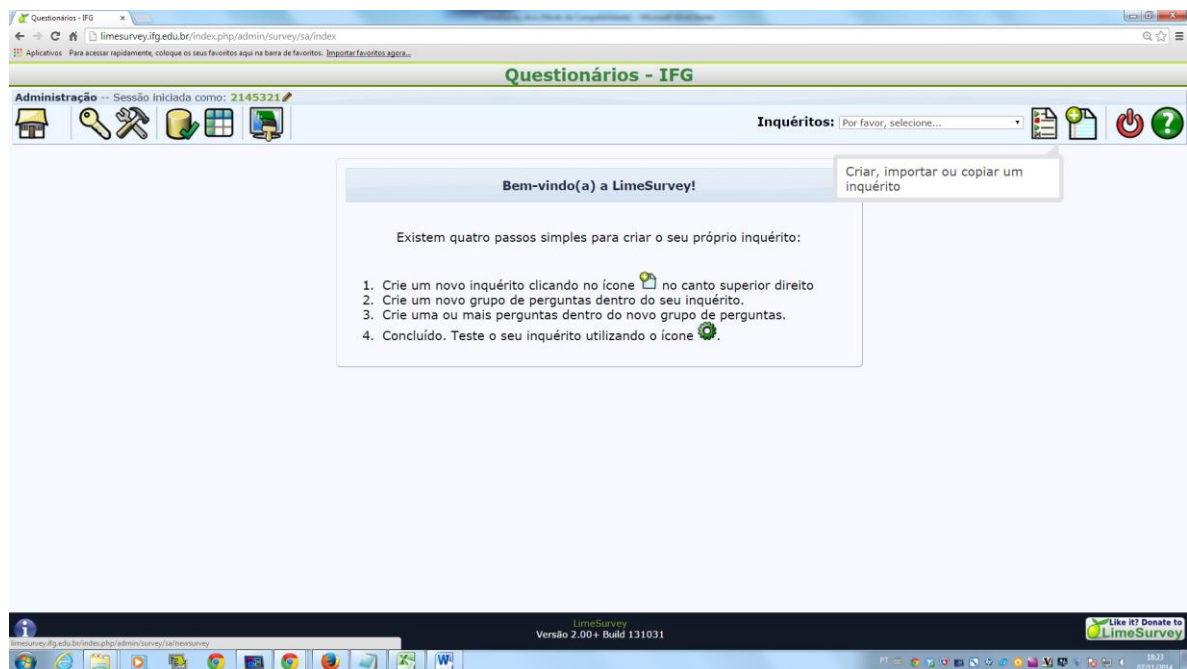 Questionários - IFG
limesurvey.ifg.edu.br/index.php/admin/survey/sa/index
Aplicativos Para acessar rapidamente, coloque os seus favoritos aqui na barra de favoritos. Importar favoritos agora...
Questionários - IFG
Administração -- Sessão iniciada como: 2145321
Inquéritos: Por favor, selecione...
Criar, importar ou copiar um
inquérito
Bem-vindo(a) a LimeSurvey!
Existem quatro passos simples para criar o seu próprio inquérito:
1. Crie um novo inquérito clicando no ícone no canto superior direito
2. Crie um novo grupo de perguntas dentro do seu inquérito.
3. Crie uma ou mais perguntas dentro do novo grupo de perguntas.
4. Concluído. Teste o seu inquérito utilizando o ícone .
LimeSurvey
Versão 2.00+ Build 131031
Like it? Donate to
LimeSurvey
limesurvey.ifg.edu.br/index.php/admin/survey/sa/newsurvey
PT
18:23
07/11/2014